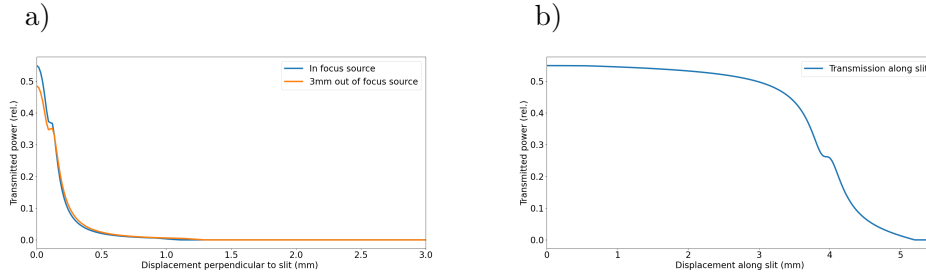 a)
b)
In focus source
3mm out of focus source
Transmission along slit
Transmitted power (rel.)
0.5
0.4
0.3
0.2
0.1
0.0
0.0 0.5 1.0 1.5 2.0 2.5 3.0
Displacement perpendicular to slit (mm)
Transmitted power (rel.)
0.5
0.4
0.3
0.2
0.1
0.0
0 1 2 3 4 5
Displacement along slit (mm)